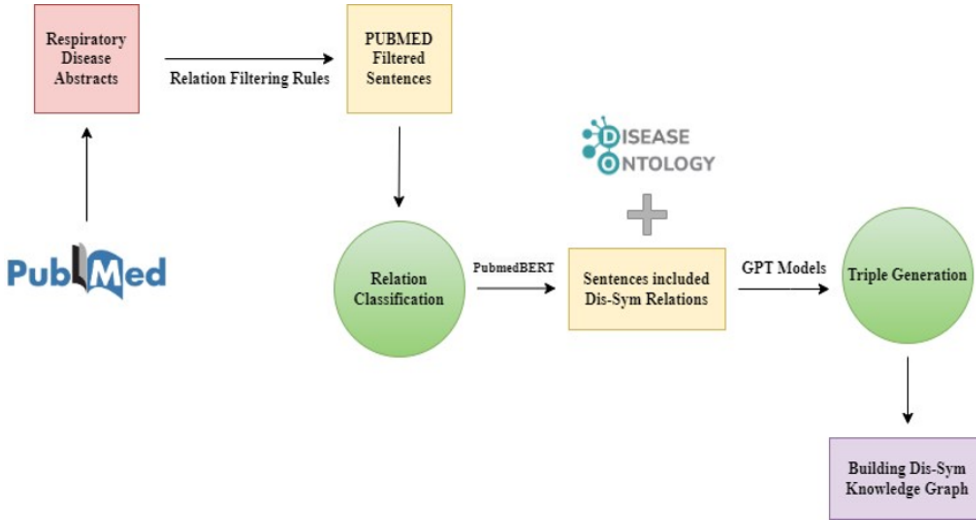 Respiratory
Disease
Abstracts
Relation Filtering Rules
PUBMED
Filtered
Sentences
PubMed
Relation
Classification
PubmedBERT
DISEASE
ONTOLOGY
Sentences included
Dis-Sym Relations
GPT Models
Triple Generation
Building Dis-Sym
Knowledge Graph